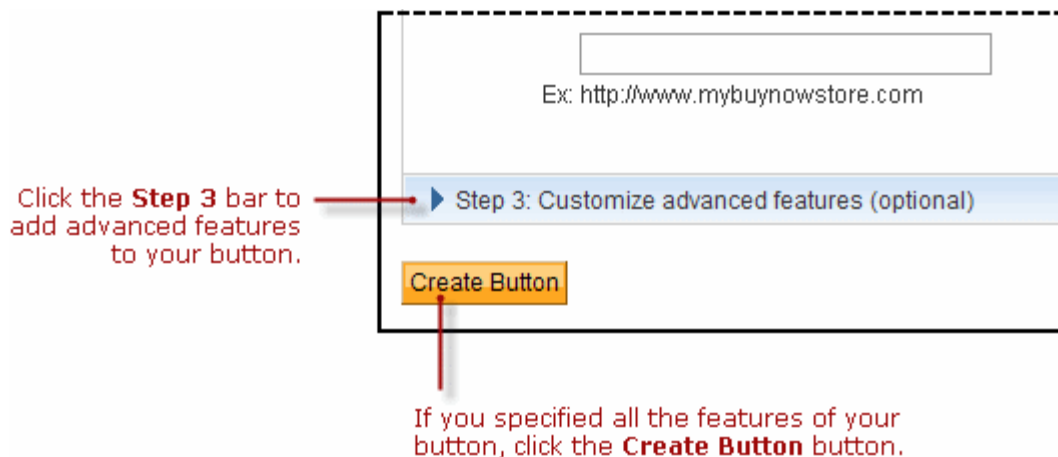 Ex: http://www.mybuynowstore.com
Click the Step 3 bar to
add advanced features
to your button.
Step 3: Customize advanced features (optional)
Create Button
If you specified all the features of your
button, click the Create Button button.